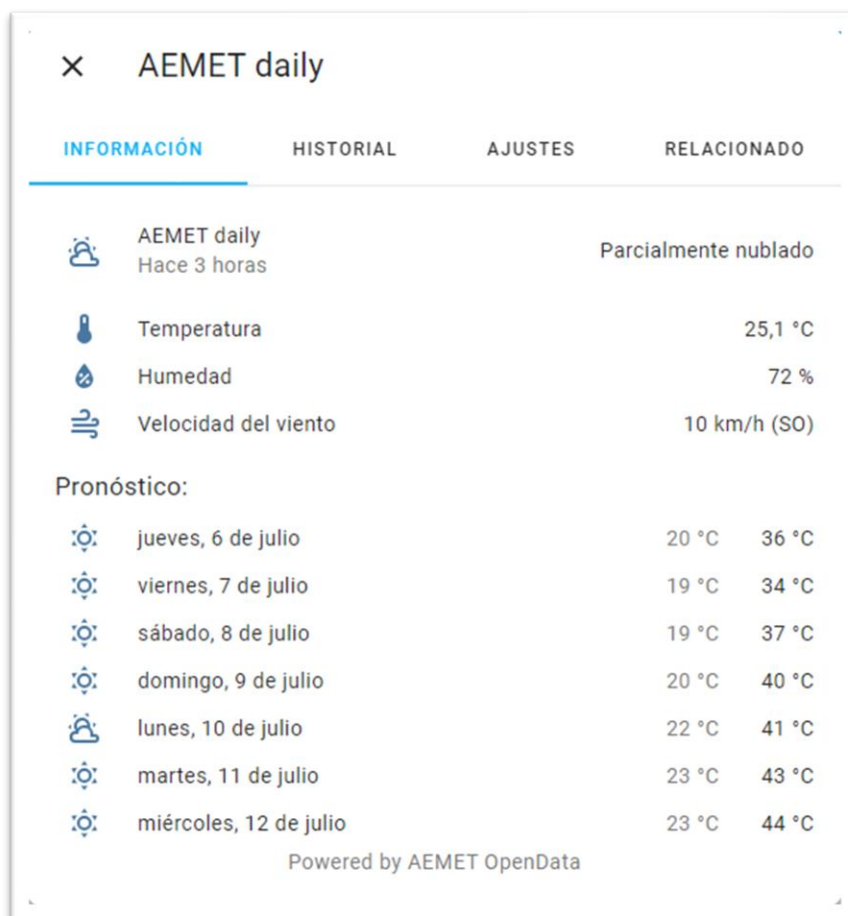 AEMET daily
INFORMACIÓN HISTORIAL AJUSTES RELACIONADO
AEMET daily
Hace 3 horas
Parcialmente nublado
Temperatura 25,1 °C
Humedad 72 %
Velocidad del viento 10 km/h (SO)
Pronóstico:
jueves, 6 de julio 20 °C 36 °C
viernes, 7 de julio 19 °C 34 °C
sábado, 8 de julio 19 °C 37 °C
domingo, 9 de julio 20 °C 40 °C
lunes, 10 de julio 22 °C 41 °C
martes, 11 de julio 23 °C 43 °C
miércoles, 12 de julio 23 °C 44 °C
Powered by AEMET OpenData